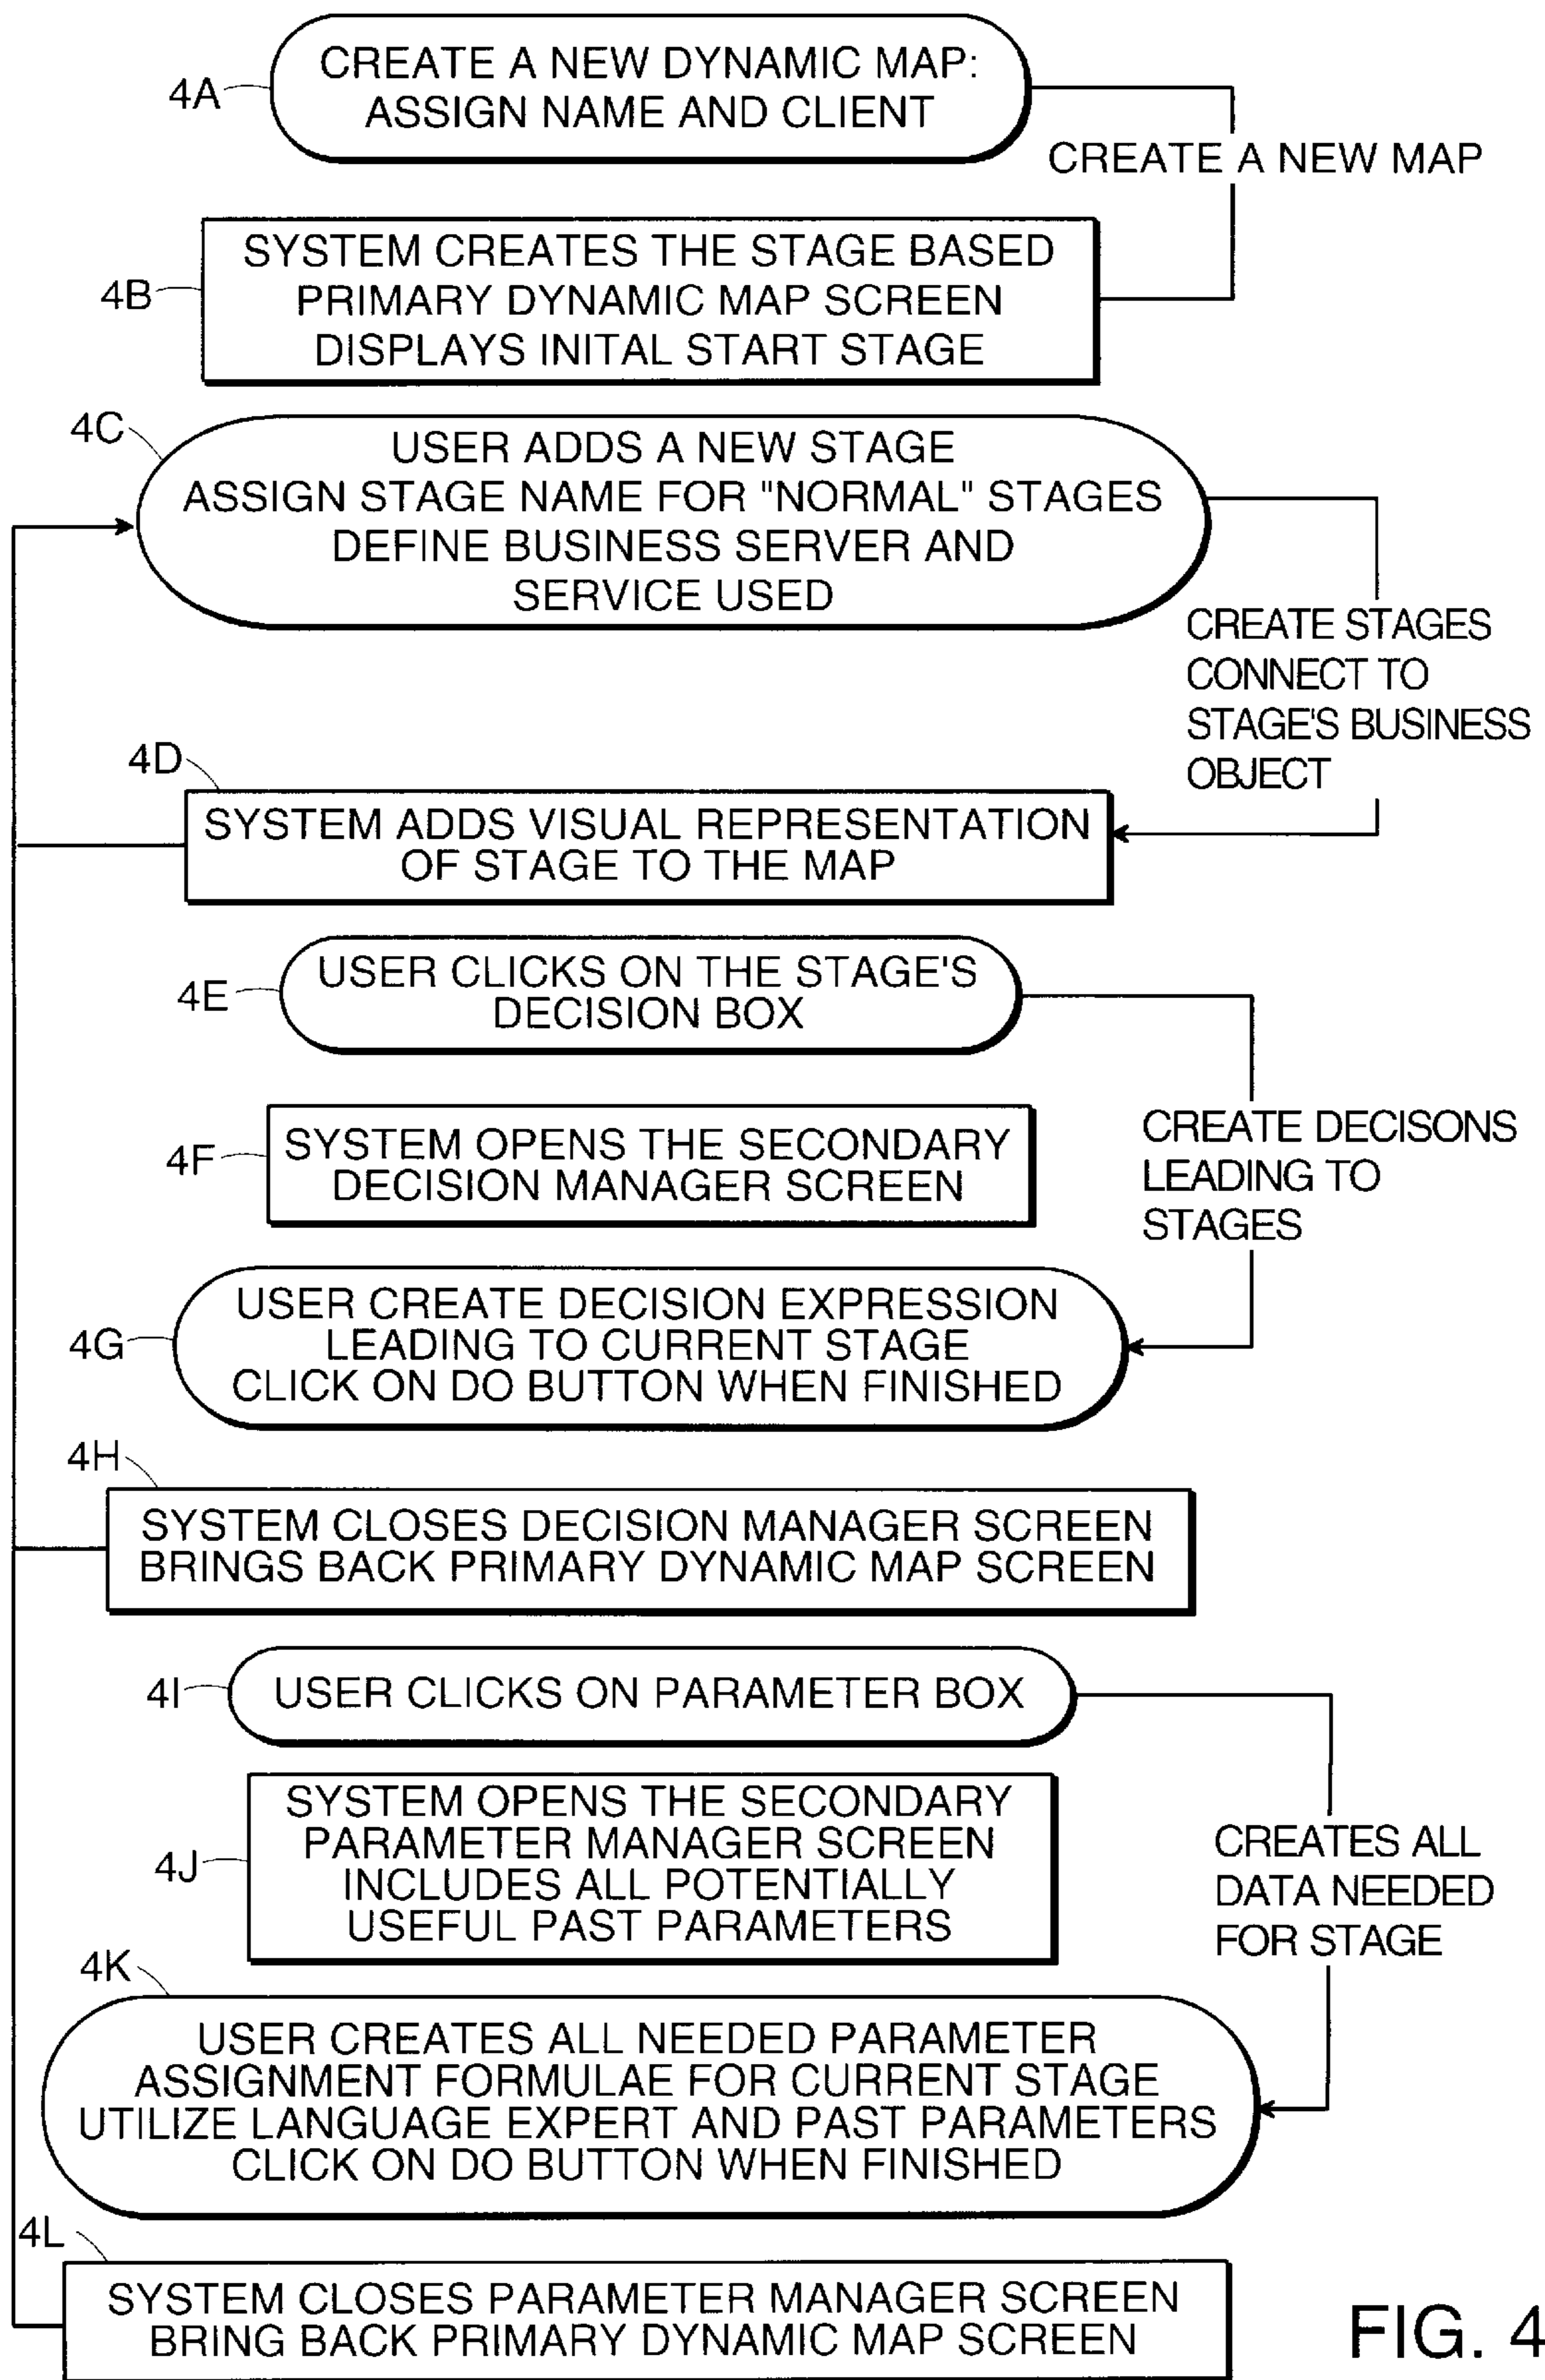 4A
CREATE A NEW DYNAMIC MAP:
ASSIGN NAME AND CLIENT
CREATE A NEW MAP
4B
SYSTEM CREATES THE STAGE BASED
PRIMARY DYNAMIC MAP SCREEN
DISPLAYS INITAL START STAGE
4C
USER ADDS A NEW STAGE
ASSIGN STAGE NAME FOR "NORMAL" STAGES
DEFINE BUSINESS SERVER AND
SERVICE USED
CREATE STAGES
CONNECT TO
STAGE'S BUSINESS
OBJECT
4D
SYSTEM ADDS VISUAL REPRESENTATION
OF STAGE TO THE MAP
4E
USER CLICKS ON THE STAGE'S
DECISION BOX
4F
SYSTEM OPENS THE SECONDARY
DECISION MANAGER SCREEN
CREATE DECISONS
LEADING TO
STAGES
4G
USER CREATE DECISION EXPRESSION
LEADING TO CURRENT STAGE
CLICK ON DO BUTTON WHEN FINISHED
4H
SYSTEM CLOSES DECISION MANAGER SCREEN
BRINGS BACK PRIMARY DYNAMIC MAP SCREEN
4I
USER CLICKS ON PARAMETER BOX
4J
SYSTEM OPENS THE SECONDARY
PARAMETER MANAGER SCREEN
INCLUDES ALL POTENTIALLY
USEFUL PAST PARAMETERS
CREATES ALL
DATA NEEDED
FOR STAGE
4K
USER CREATES ALL NEEDED PARAMETER
ASSIGNMENT FORMULAE FOR CURRENT STAGE
UTILIZE LANGUAGE EXPERT AND PAST PARAMETERS
CLICK ON DO BUTTON WHEN FINISHED
4L
SYSTEM CLOSES PARAMETER MANAGER SCREEN
BRING BACK PRIMARY DYNAMIC MAP SCREEN
FIG. 4